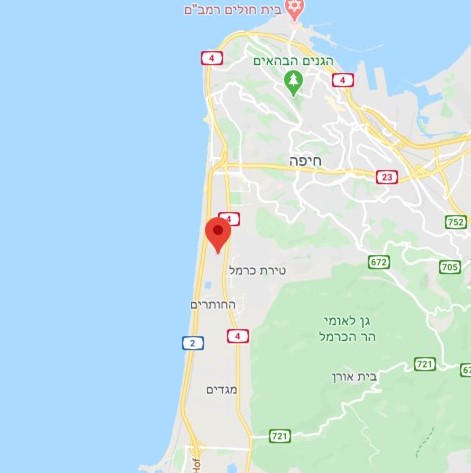 בית חולים רמב"ם
4
הגנים הבהאים
4
חיפה
23
4
752
672
705
טירת כרמל
החותרים
גן לאומי
הר הכרמל
4
2
721
בית אורן
מגדים
721
Hof